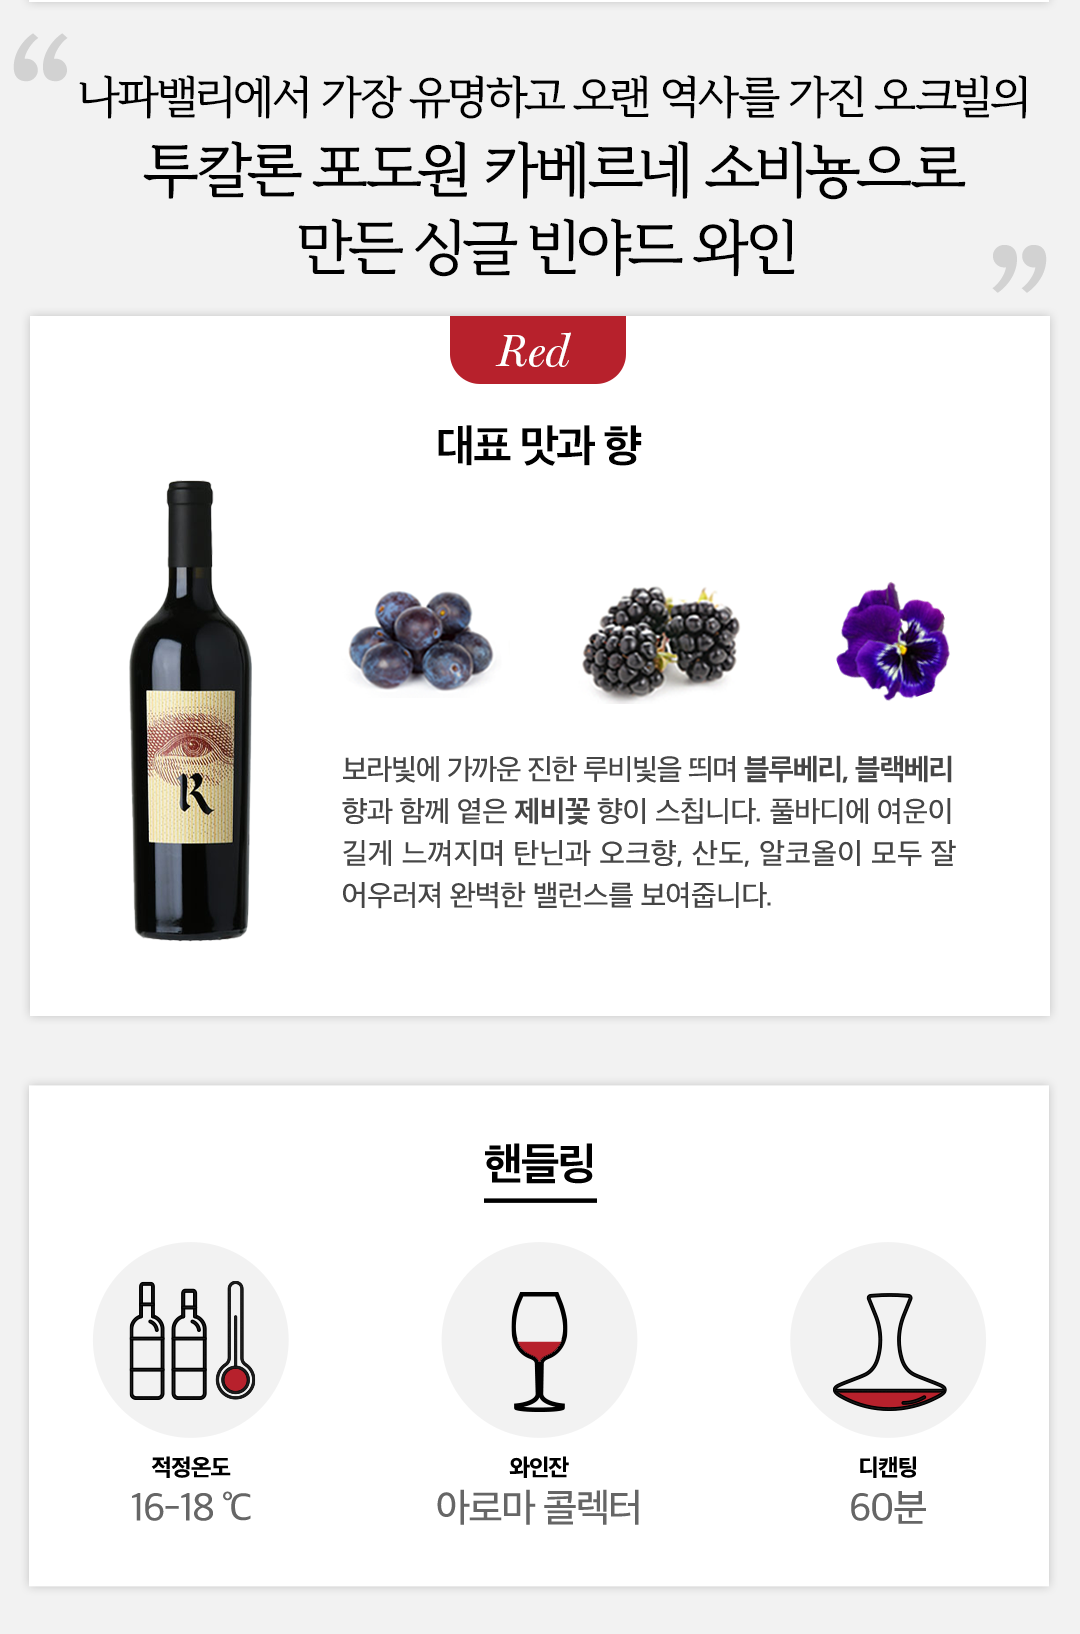 “
나파밸리에서 가장 유명하고 오랜 역사를 가진 오크빌의
투칼론 포도원 카베르네 소비뇽으로
만든 싱글 빈야드 와인
”
Red
대표 맛과 향
R
보라빛에 가까운 진한 루비빛을 띄며 블루베리, 블랙베리
향과 함께 옅은 제비꽃 향이 스칩니다. 풀바디에 여운이
길게 느껴지며 탄닌과 오크향, 산도, 알코올이 모두 잘
어우러져 완벽한 밸런스를 보여줍니다.
핸들링
적정온도
16-18 ℃
와인잔
아로마 콜렉터
디캔팅
60분